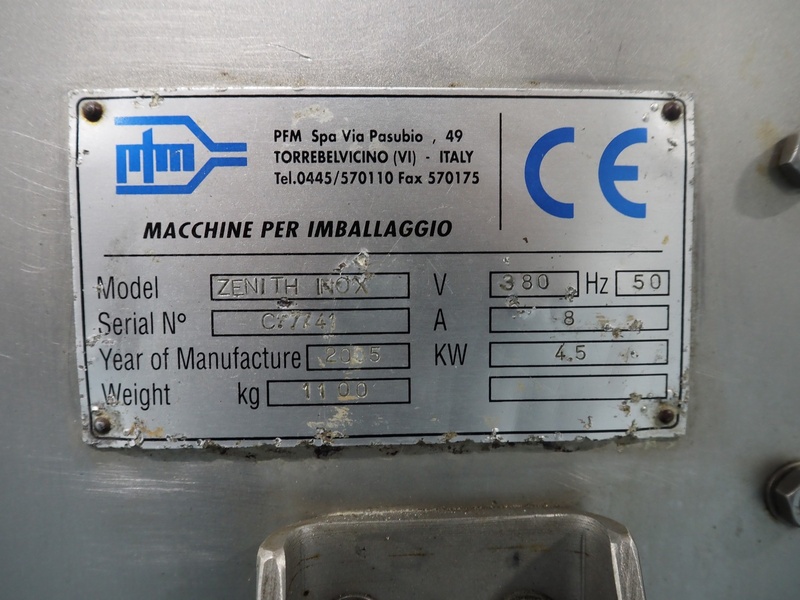 pfm
PFM Spa Via Pasubio , 49
TORREBELVICINO (VI) - ITALY
Tel.0445/570110 Fax 570175
CE
MACCHINE PER IMBALLAGGIO
Model ZENITH INOX V 380 Hz 50
Serial N° A 8
Year of Manufacture 2005 KW 4.5
Weight kg 1100